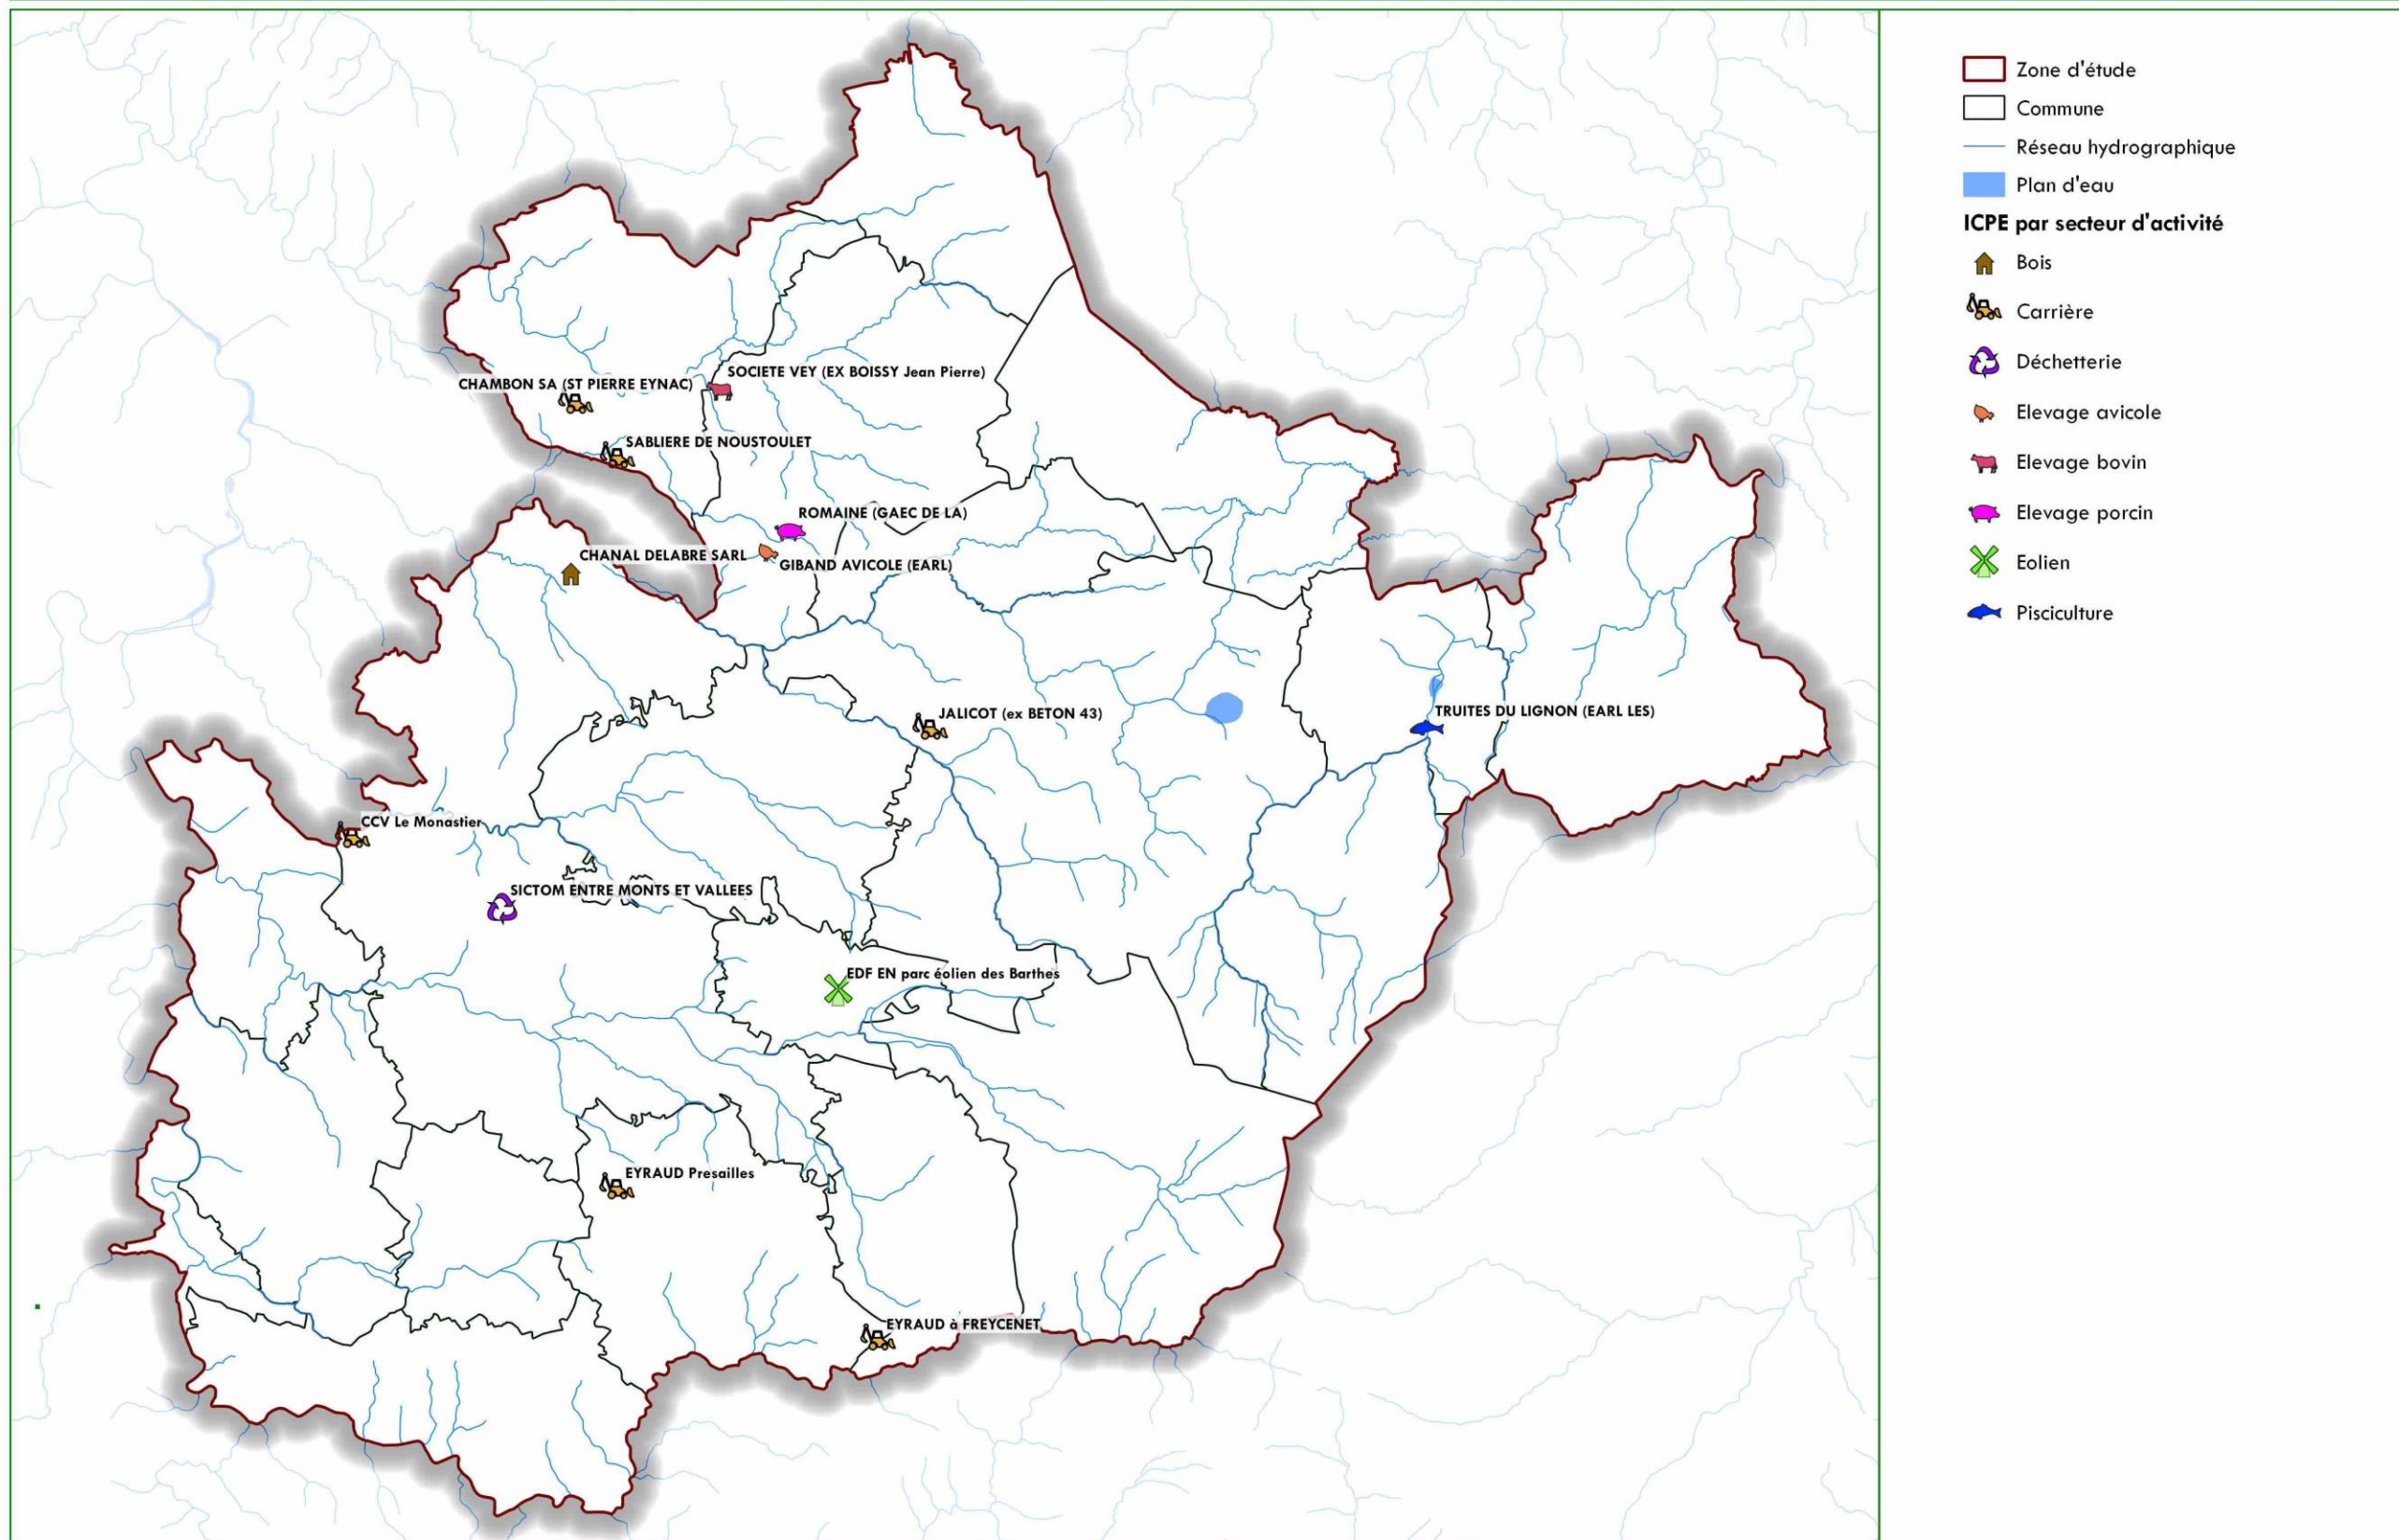 Zone d'étude
Commune
Réseau hydrographique
Plan d'eau
ICPE par secteur d'activité
Bois
Carrière
Déchetterie
Elevage avicole
Elevage bovin
Elevage porcin
Eolien
Pisciculture
SOCIETE VEY (EX BOISSY Jean Pierre)
CHAMBON SA (ST PIERRE EYNAC)
SABLIERE DE NOUSTOULET
ROMAINE (GAEC DE LA)
CHANAL DELABRE SARL
GIBAND AVICOLE (EARL)
JALICOT (ex BETON 43)
TRUITES DU LIGNON (EARL LES)
CCV Le Monastier
SICTOM ENTRE MONTS ET VALLEES
EDF EN parc éolien des Barthes
EYRAUD Presailles
EYRAUD à FREYCENET